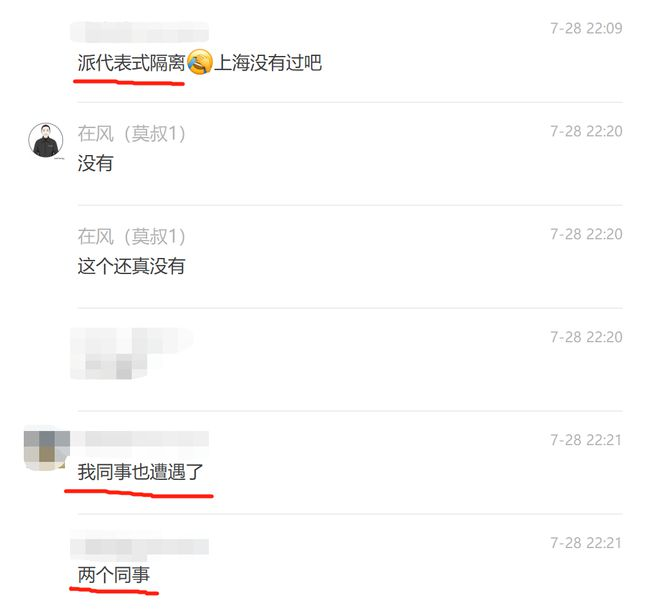 7-28 22:09
派代表式隔离🤣上海没有过吧
在风（莫叔1）
7-28 22:20
没有
在风（莫叔1）
7-28 22:20
这个还真没有
7-28 22:20
7-28 22:21
我同事也遭遇了
7-28 22:21
两个同事